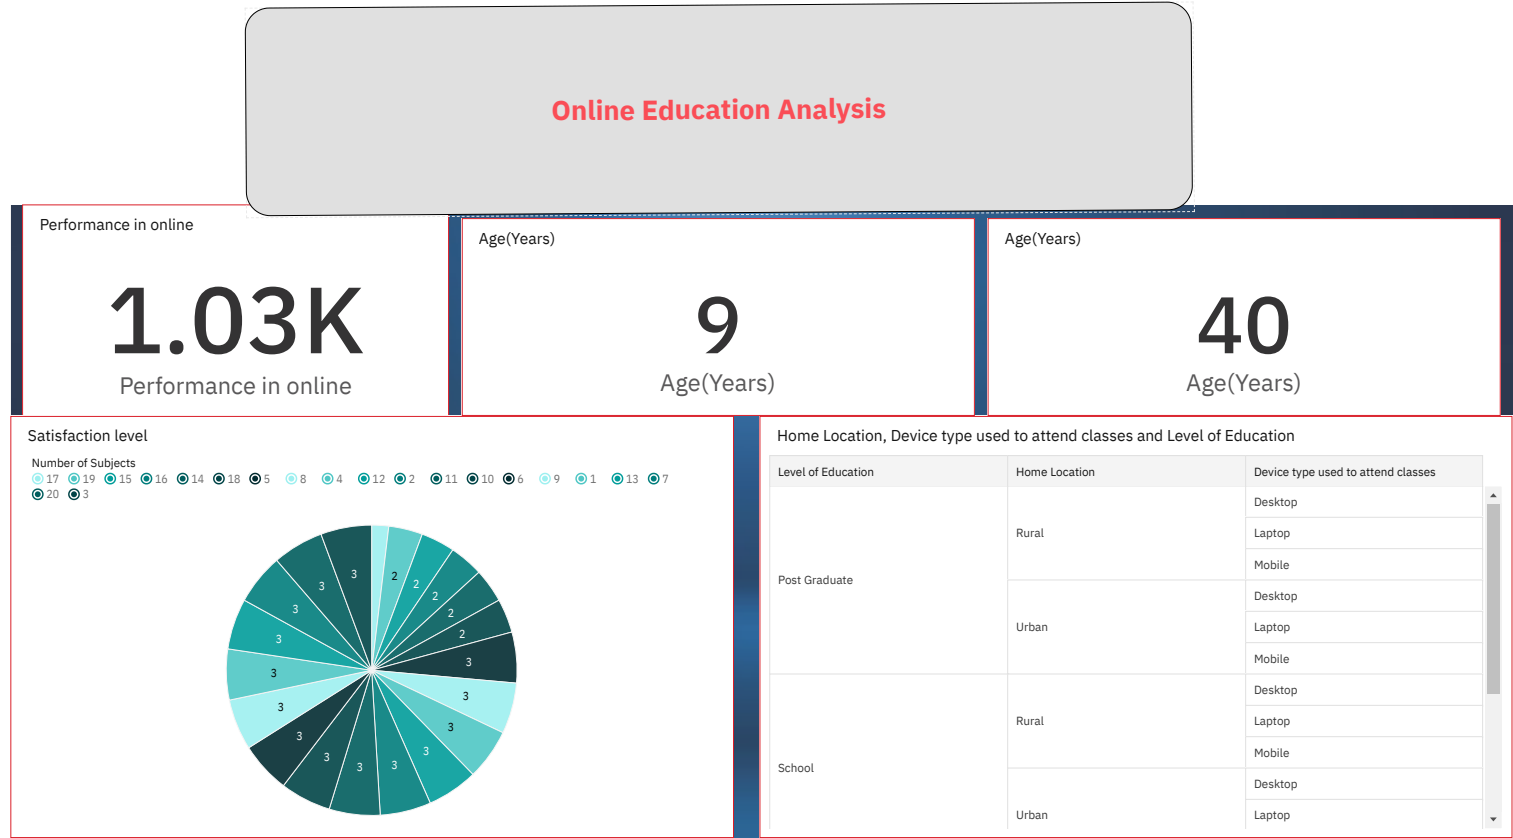 Online Education Analysis
Performance in online
1.03K
Performance in online
Age(Years)
9
Age(Years)
Age(Years)
40
Age(Years)
Satisfaction level
Number of Subjects
17 19 15 16 14 18 5 8 4 12 2 11 10 6 9 1 13 7
20 3
2
2
2
2
2
3
3
3
3
3
3
3
3
3
3
3
3
3
3
Home Location, Device type used to attend classes and Level of Education
Level of Education Home Location Device type used to attend classes
Desktop
Rural Laptop
Mobile
Post Graduate
Desktop
Urban Laptop
Mobile
Desktop
Rural Laptop
Mobile
School
Desktop
Urban Laptop